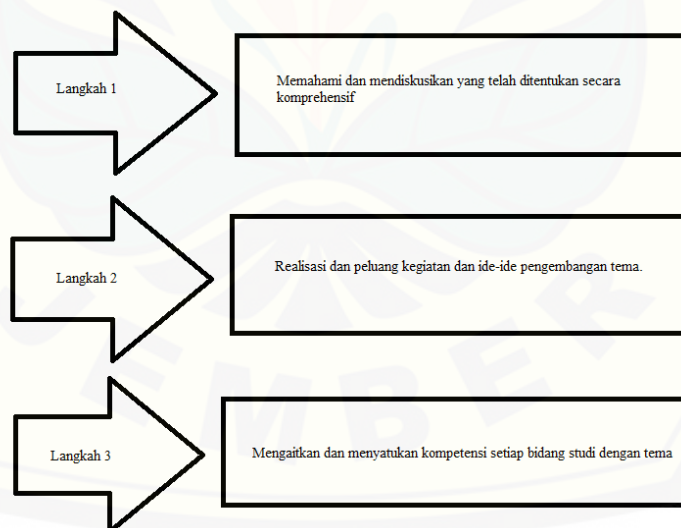 Langkah 1
Memahami dan mendiskusikan yang telah ditentukan secara
komprehensif
Langkah 2
Realisasi dan peluang kegiatan dan ide-ide pengembangan tema.
Langkah 3
Mengaitkan dan menyatukan kompetensi setiap bidang studi dengan tema
JEMBER